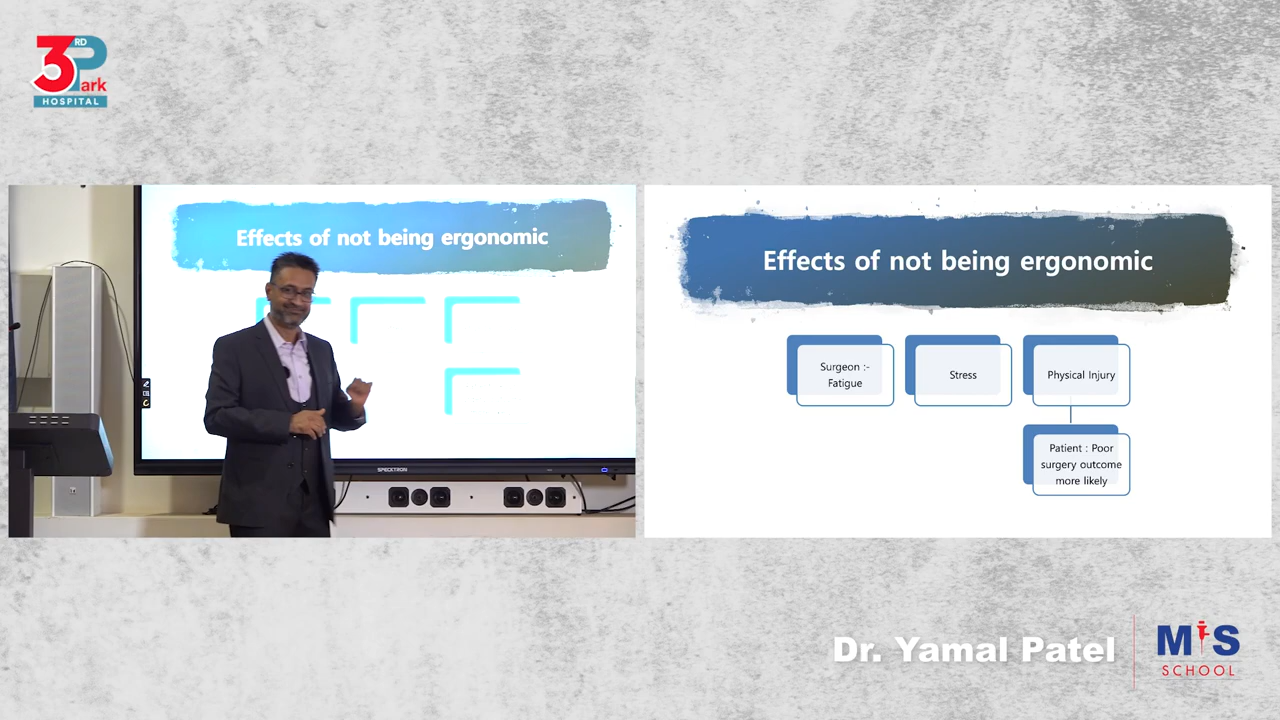 3RD Park
HOSPITAL
Effects of not being ergonomic
SPECKTRON
Effects of not being ergonomic
Surgeon :-
Fatigue
Stress
Physical Injury
Patient : Poor
surgery outcome
more likely
Dr. Yamal Patel
MIS
SCHOOL